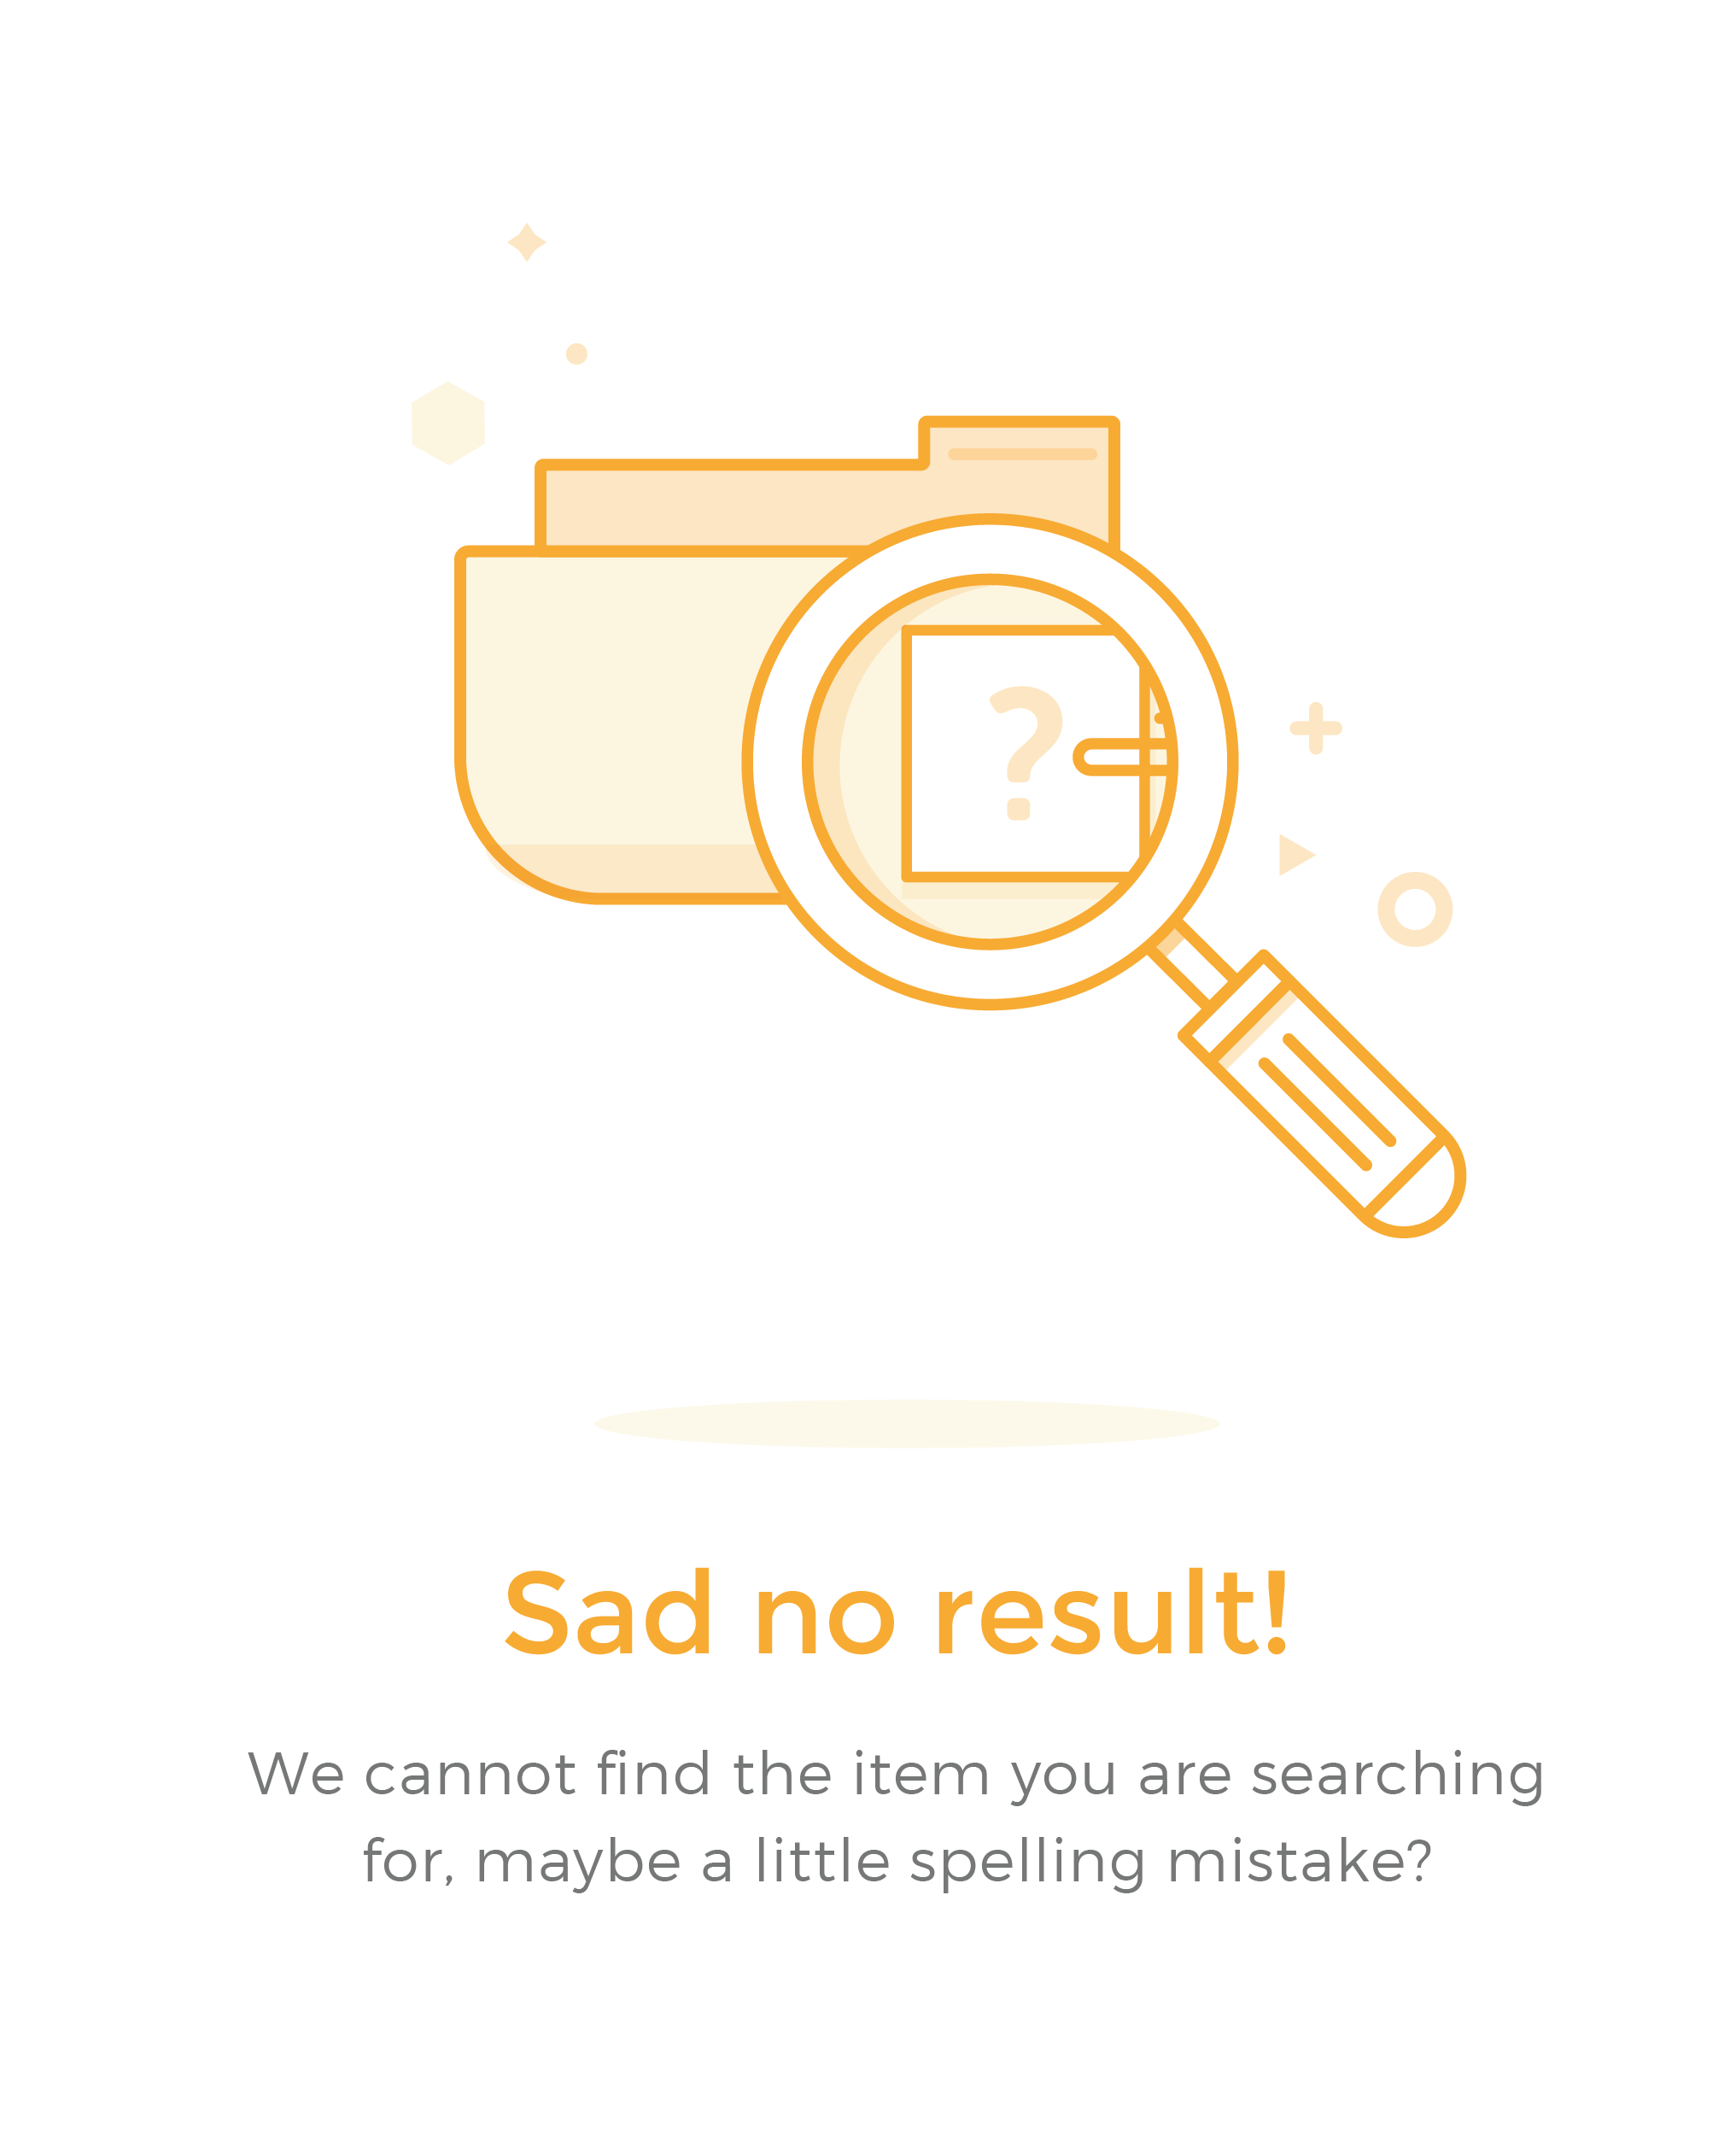 ?
Sad no result!
We cannot find the item you are searching
for, maybe a little spelling mistake?